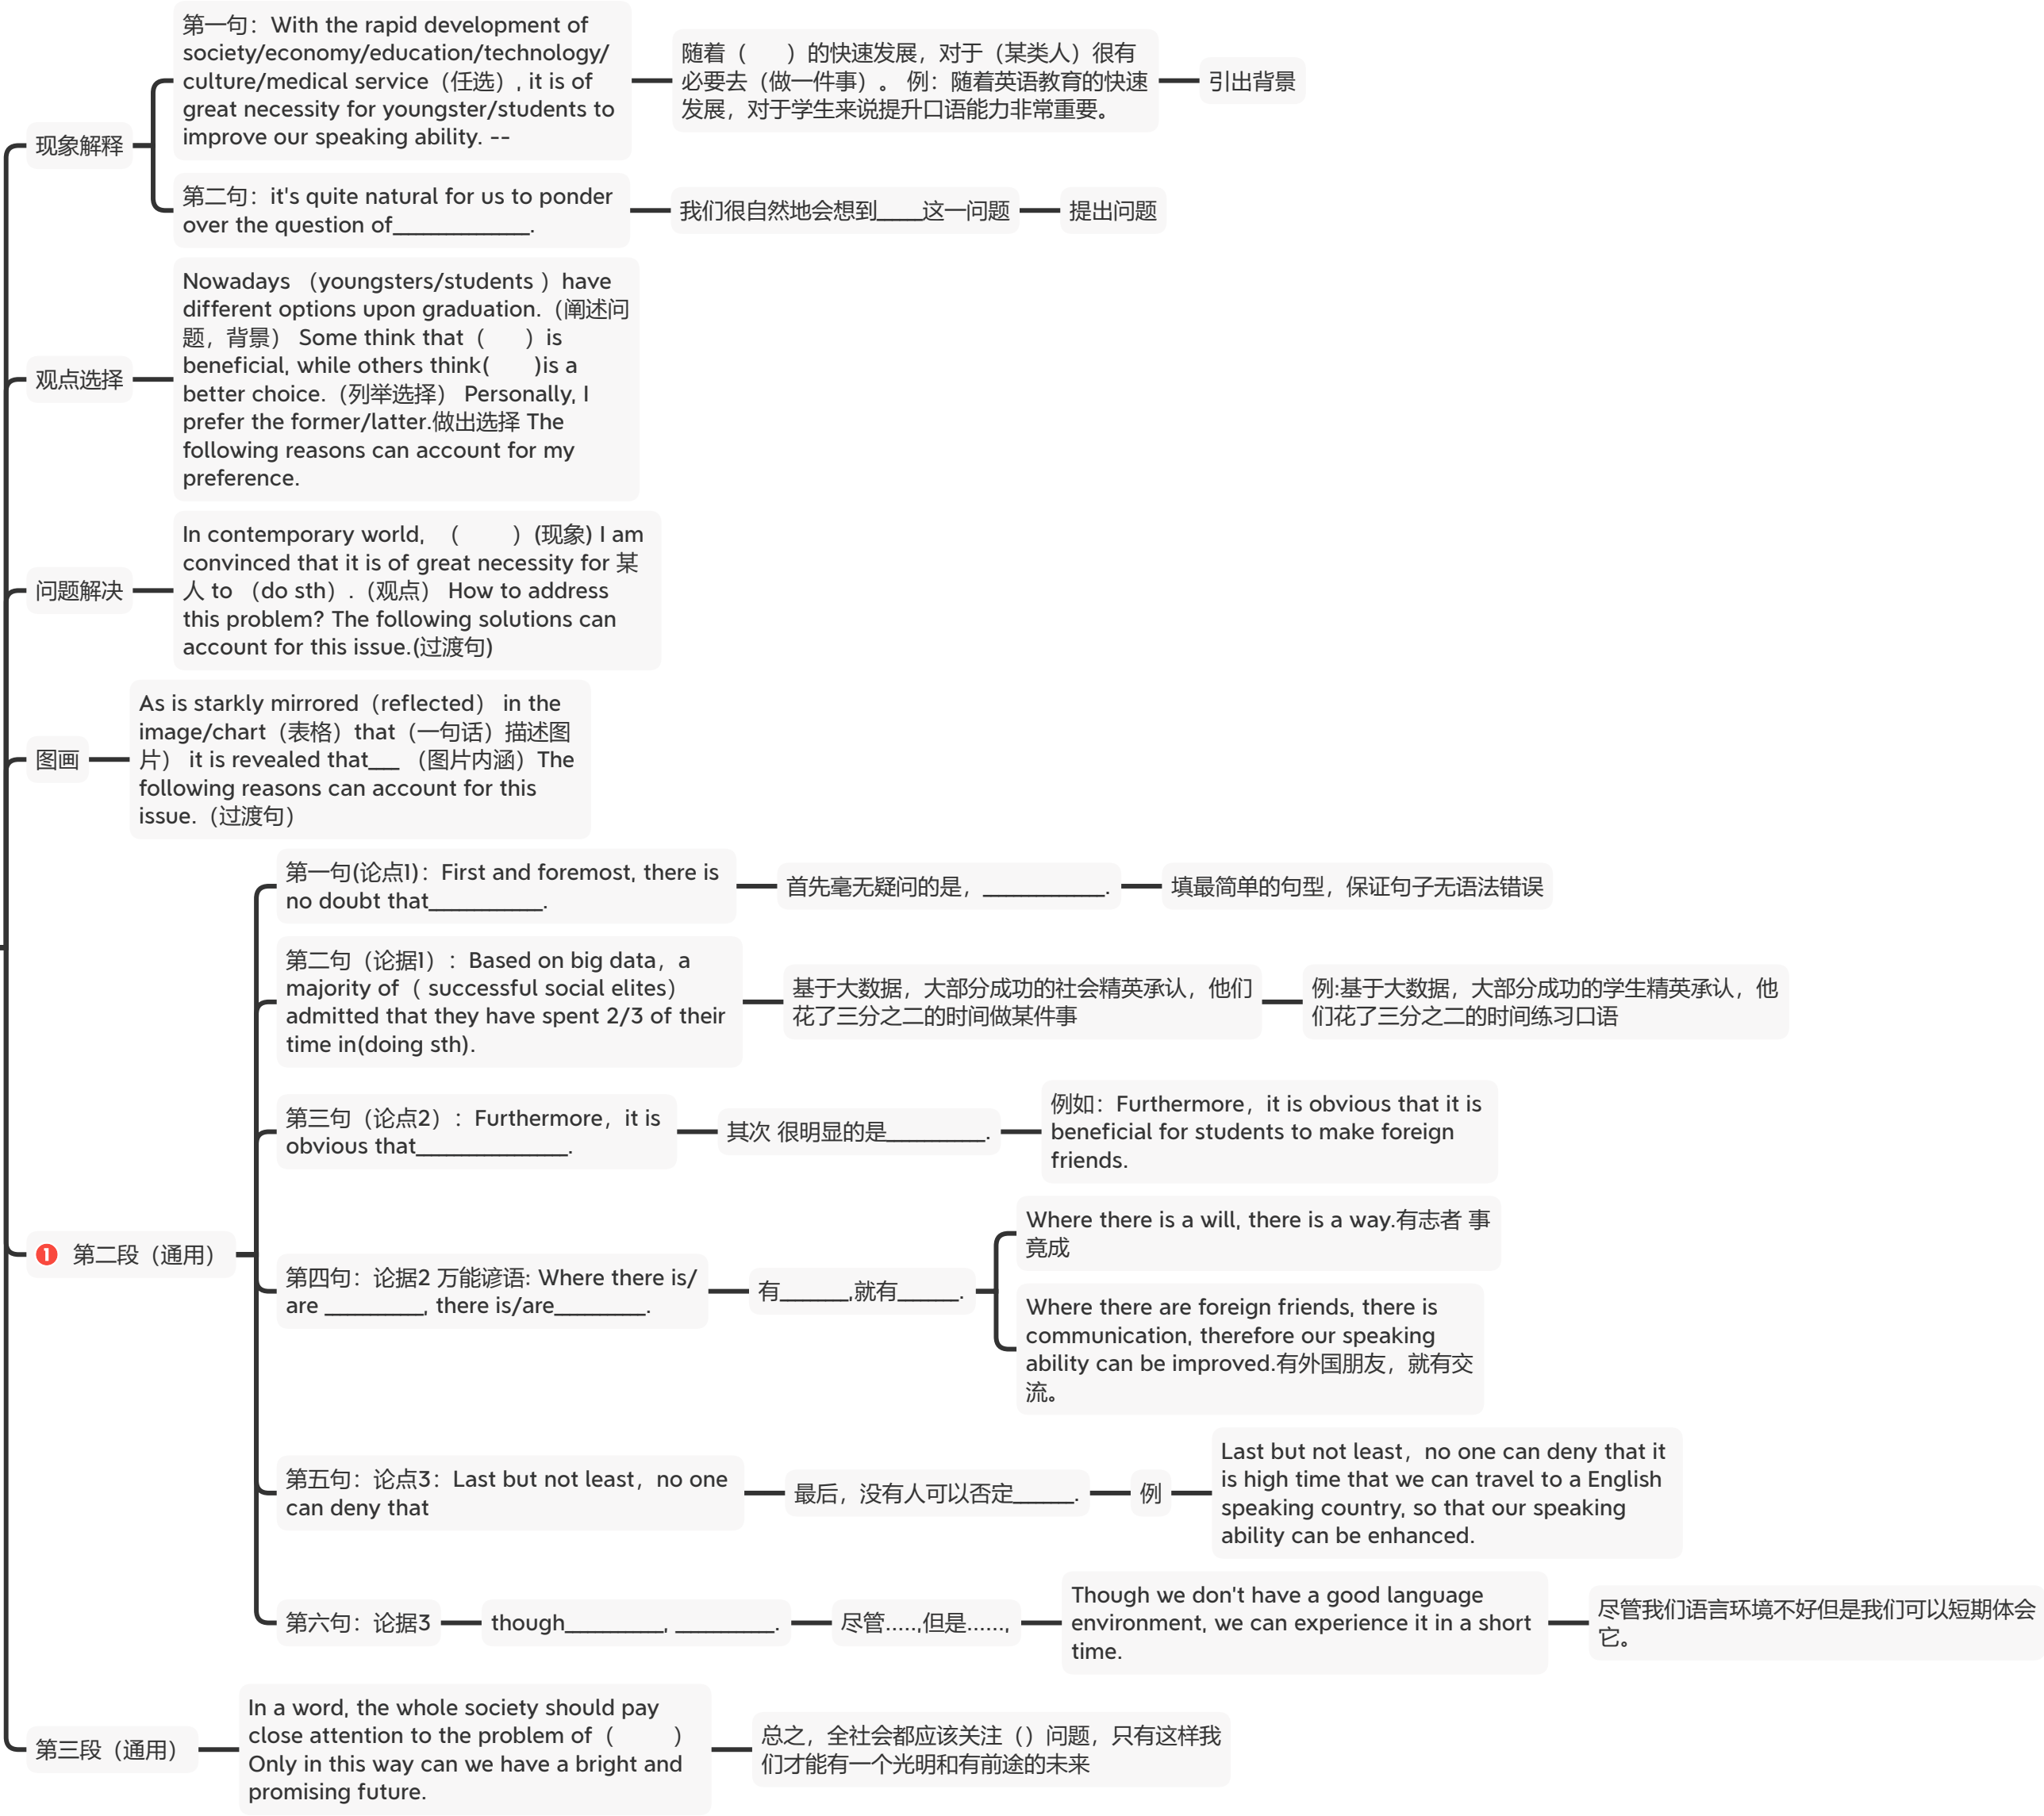 现象解释
第一句：With the rapid development of
society/economy/education/technology/
culture/medical service（任选）, it is of
great necessity for youngster/students to
improve our speaking ability. --
随着（　　）的快速发展，对于（某类人）很有
必要去（做一件事）。 例：随着英语教育的快速
发展，对于学生来说提升口语能力非常重要。
引出背景
第二句：it's quite natural for us to ponder
over the question of____________.
我们很自然地会想到____这一问题
提出问题
观点选择
Nowadays （youngsters/students ）have
different options upon graduation.（阐述问
题，背景） Some think that（　　）is
beneficial, while others think(　　)is a
better choice.（列举选择） Personally, I
prefer the former/latter.做出选择 The
following reasons can account for my
preference.
问题解决
In contemporary world, （　　）(现象) I am
convinced that it is of great necessity for 某
人 to （do sth）.（观点） How to address
this problem? The following solutions can
account for this issue.(过渡句)
图画
As is starkly mirrored（reflected） in the
image/chart（表格）that（一句话）描述图
片） it is revealed that___ （图片内涵）The
following reasons can account for this
issue.（过渡句）
❶ 第二段（通用）
第一句(论点1)：First and foremost, there is
no doubt that__________.
首先毫无疑问的是，___________.
填最简单的句型，保证句子无语法错误
第二句（论据1）：Based on big data，a
majority of（ successful social elites）
admitted that they have spent 2/3 of their
time in(doing sth).
基于大数据，大部分成功的社会精英承认，他们
花了三分之二的时间做某件事
例:基于大数据，大部分成功的学生精英承认，他
们花了三分之二的时间练习口语
第三句（论点2）：Furthermore，it is
obvious that______________.
其次 很明显的是_________.
例如：Furthermore，it is obvious that it is
beneficial for students to make foreign
friends.
第四句：论据2 万能谚语: Where there is/
are _________, there is/are________.
有______,就有_____.
Where there is a will, there is a way.有志者 事
竟成
Where there are foreign friends, there is
communication, therefore our speaking
ability can be improved.有外国朋友，就有交
流。
第五句：论点3：Last but not least，no one
can deny that
最后，没有人可以否定_____.
例
Last but not least，no one can deny that it
is high time that we can travel to a English
speaking country, so that our speaking
ability can be enhanced.
第六句：论据3
though_________, _________.
尽管.....,但是......,
Though we don't have a good language
environment, we can experience it in a short
time.
尽管我们语言环境不好但是我们可以短期体会
它。
第三段（通用）
In a word, the whole society should pay
close attention to the problem of（　　）
Only in this way can we have a bright and
promising future.
总之，全社会都应该关注（）问题，只有这样我
们才能有一个光明和有前途的未来